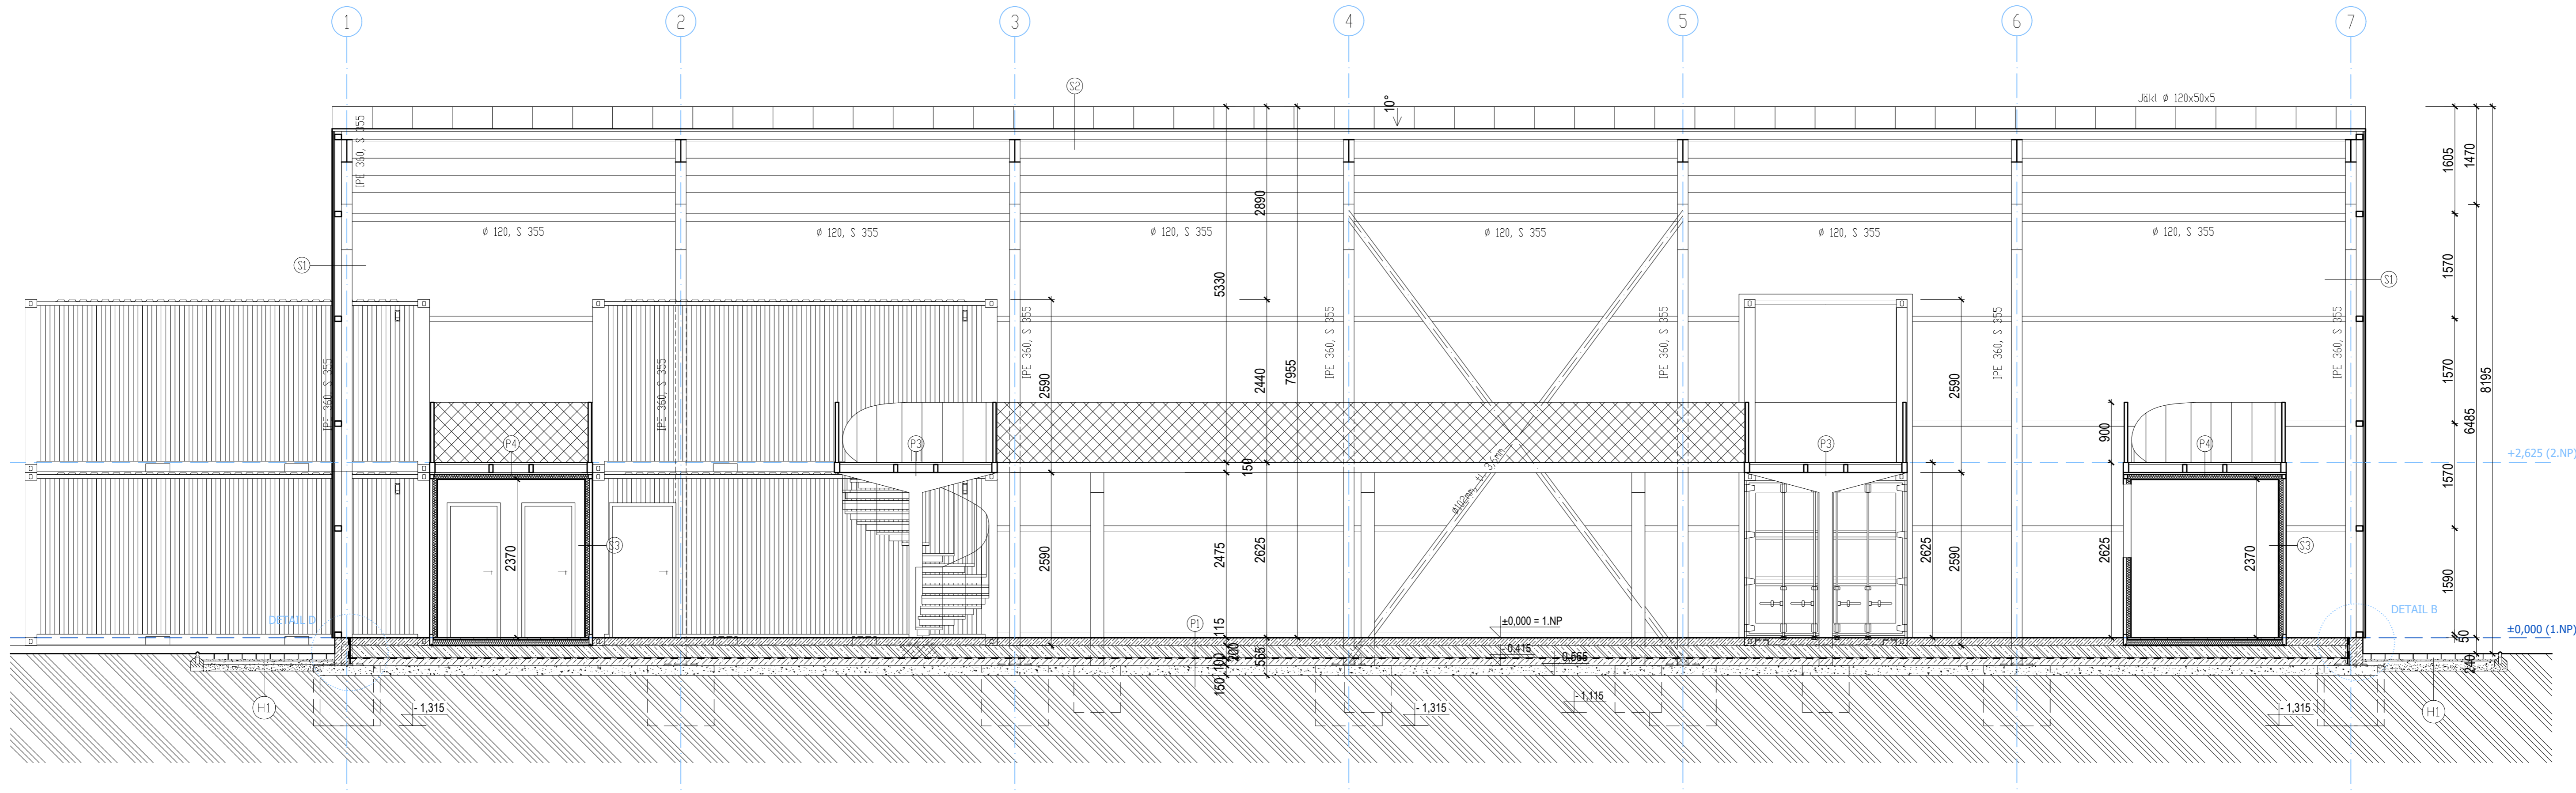 1 2 3 4 5 6 7
S2
Jäkl Ø 120x50x5
10°
IPE 360, S 355
1605
1470
2890
Ø 120, S 355
Ø 120, S 355
Ø 120, S 355
Ø 120, S 355
Ø 120, S 355
Ø 120, S 355
S1
S1
5330
1570
IPE 360, S 355
IPE 360, S 355
IPE 360, S 355
IPE 360, S 355
IPE 360, S 355
IPE 360, S 355
IPE 360, S 355
2590
2440
7955
2590
1570
8195
6485
900
P4
P3
P3
P4
150
+2,625 (2.NP)
1570
Ø102mm, tl. 3,6mm
S3
2370
2590
2475
2625
2625
2590
2625
2370
S3
1590
DETAIL D
P1
115
±0,000 = 1.NP
DETAIL B
±0,000 (1.NP)
50
- 0,415
- 0,565
100
200
565
150
240
H1
- 1,315
- 1,315
- 1,115
- 1,315
H1